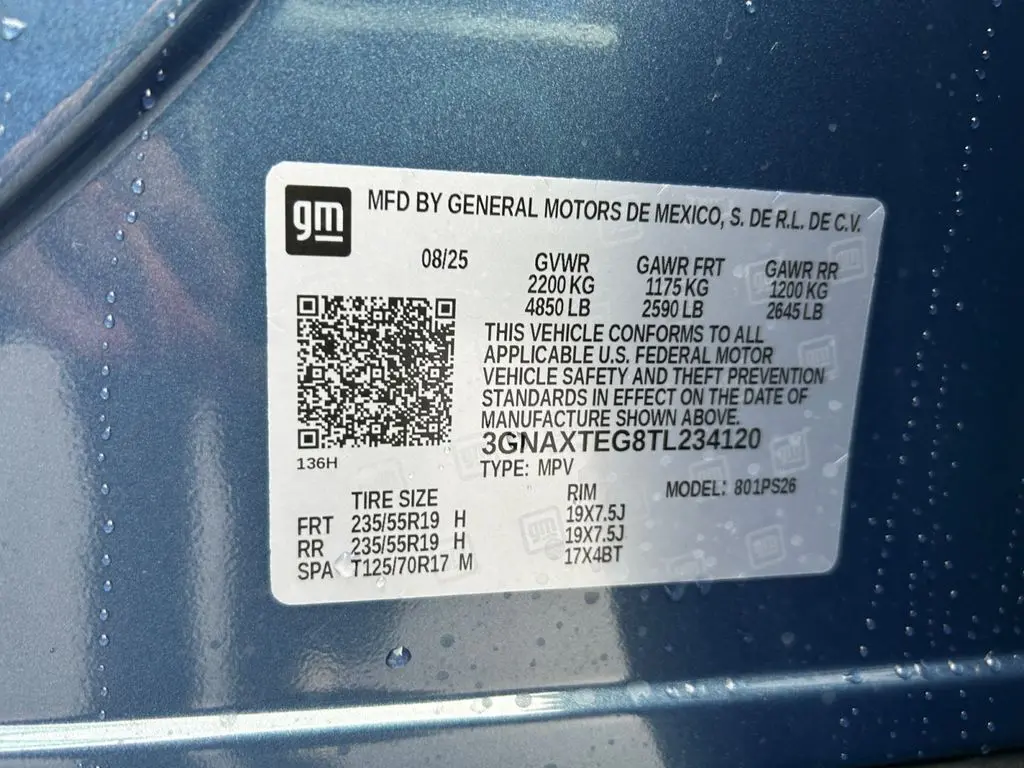 gm
MFD BY GENERAL MOTORS DE MEXICO, S. DE R.L. DE C.V.
08/25 GVWR GAWR FRT GAWR RR
2200 KG 1175 KG 1200 KG
4850 LB 2590 LB 2645 LB
THIS VEHICLE CONFORMS TO ALL
APPLICABLE U.S. FEDERAL MOTOR
VEHICLE SAFETY AND THEFT PREVENTION
STANDARDS IN EFFECT ON THE DATE OF
MANUFACTURE SHOWN ABOVE.
3GNAXTEG8TL234120
136H
TYPE: MPV MODEL: 801PS26
TIRE SIZE RIM
FRT 235/55R19 H 19X7.5J
RR 235/55R19 H 19X7.5J
SPA T125/70R17 M 17X4BT